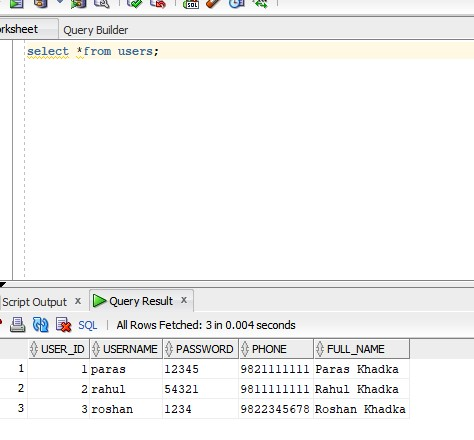 rksheet Query Builder
select *from users;
Script Output x Query Result x
SQL All Rows Fetched: 3 in 0.004 seconds
USER_ID USERNAME PASSWORD PHONE FULL_NAME
1 1 paras 12345 9821111111 Paras Khadka
2 2 rahul 54321 9811111111 Rahul Khadka
3 3 roshan 1234 9822345678 Roshan Khadka